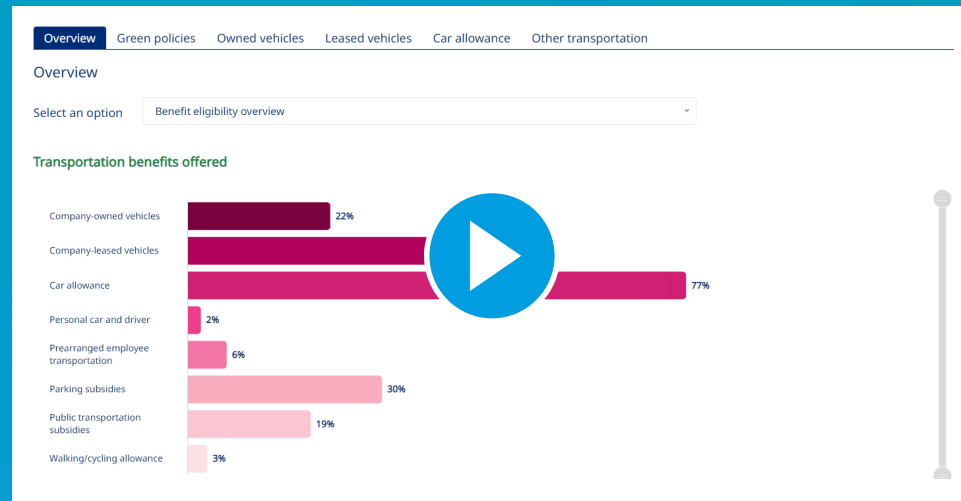 Overview Green policies Owned vehicles Leased vehicles Car allowance Other transportation
Overview
Select an option Benefit eligibility overview
Transportation benefits offered
Company-owned vehicles 22%
Company-leased vehicles
Car allowance 77%
Personal car and driver 2%
Prearranged employee
transportation 6%
Parking subsidies 30%
Public transportation
subsidies 19%
Walking/cycling allowance 3%